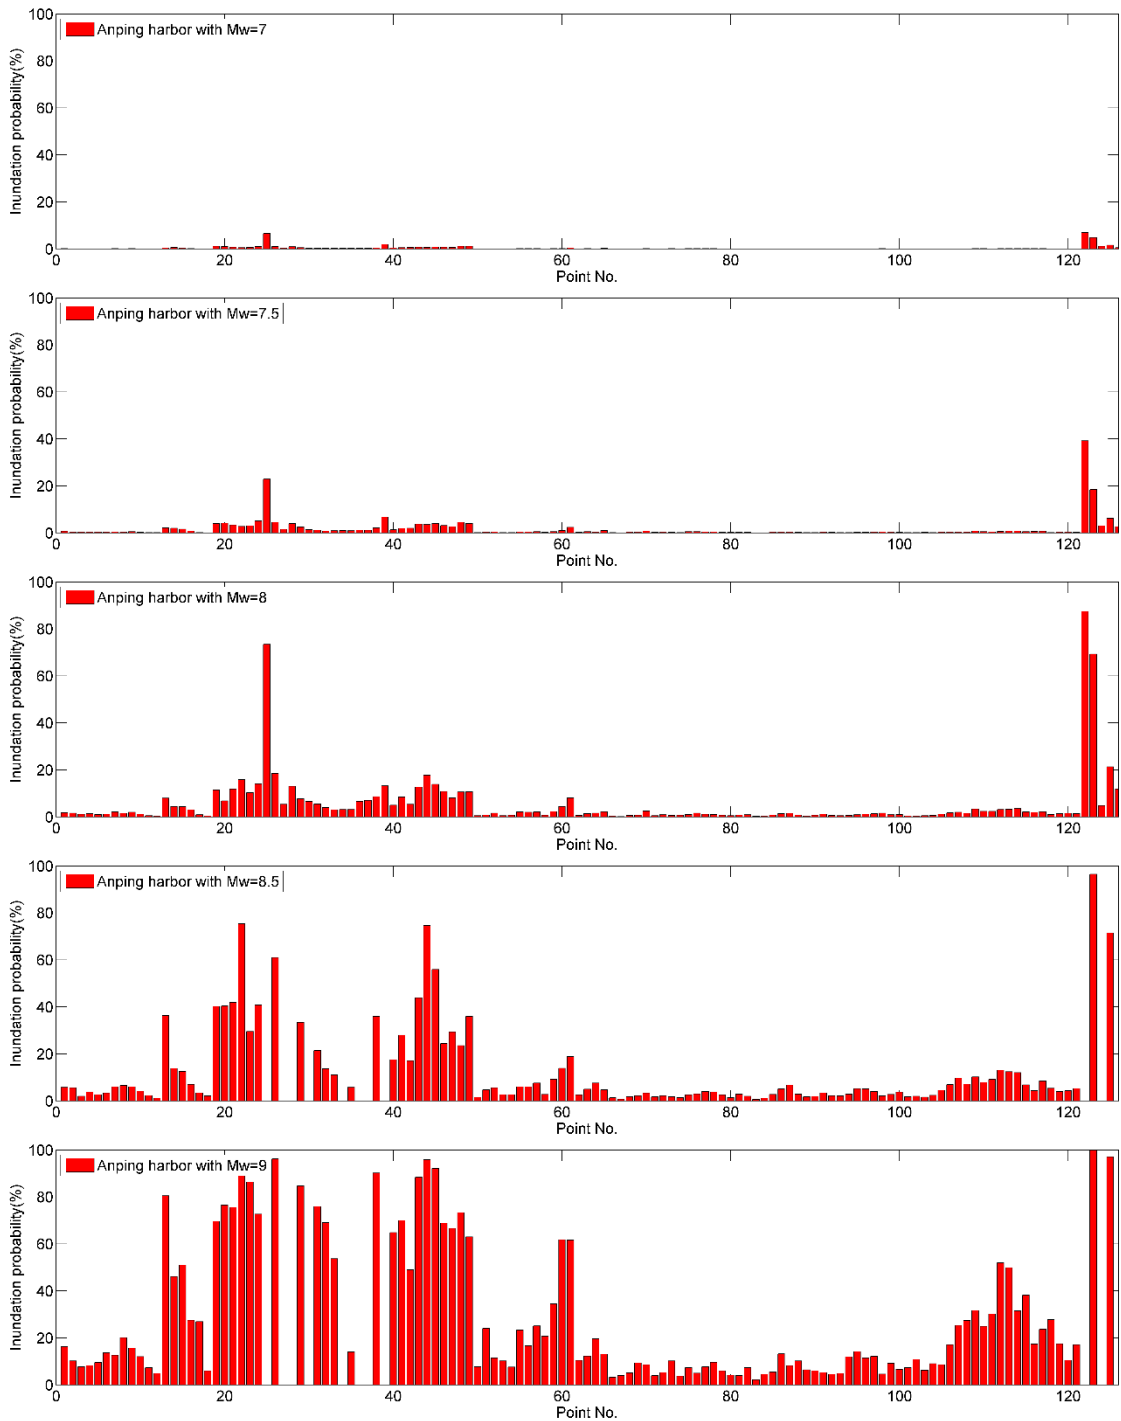 Anping harbor with Mw=7
Inundation probability(%)
100
80
60
40
20
0
0 20 40 60 80 100 120
Point No.
Anping harbor with Mw=7.5
Inundation probability(%)
100
80
60
40
20
0
0 20 40 60 80 100 120
Point No.
Anping harbor with Mw=8
Inundation probability(%)
100
80
60
40
20
0
0 20 40 60 80 100 120
Point No.
Anping harbor with Mw=8.5
Inundation probability(%)
100
80
60
40
20
0
0 20 40 60 80 100 120
Point No.
Anping harbor with Mw=9
Inundation probability(%)
100
80
60
40
20
0
0 20 40 60 80 100 120
Point No.